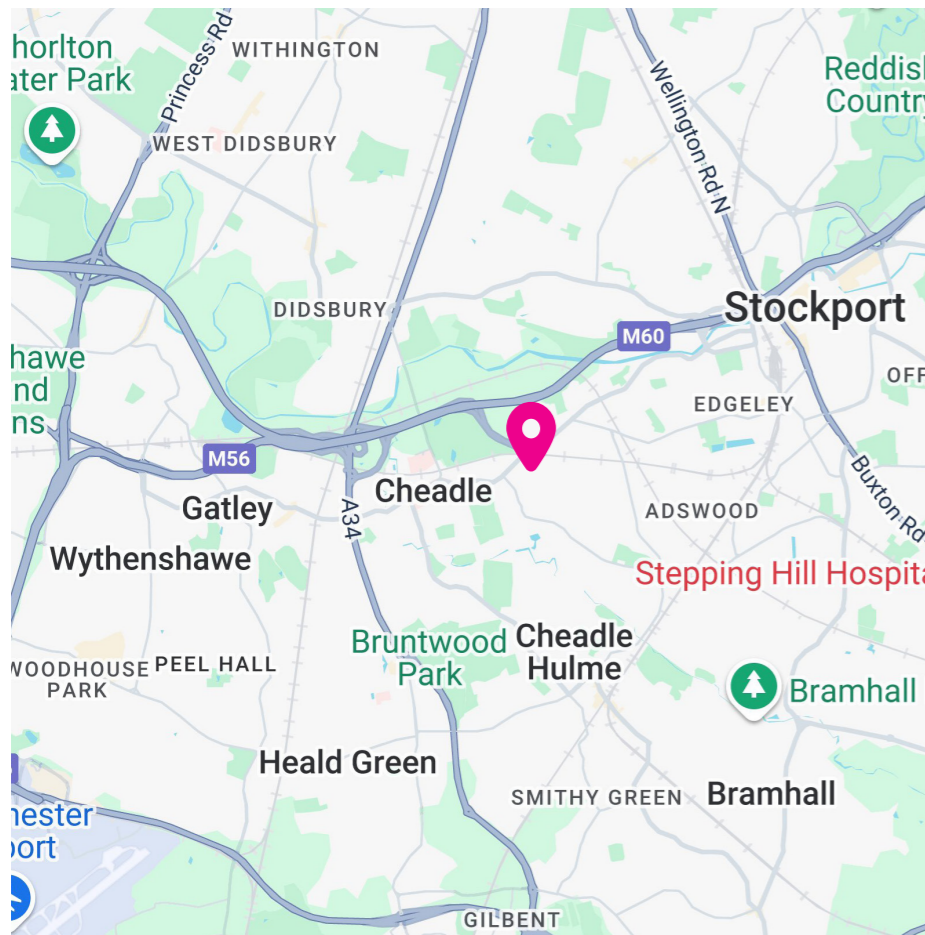 horlton
ater Park
Princess Rd
WITHINGTON
Wellington Rd N
Reddis
Country
WEST DIDSBURY
DIDSBURY
Stockport
M60
hawe
nd
ns
OFF
EDGELEY
M56
Gatley
Cheadle
A34
ADSWOOD
Buxton Rd
Wythenshawe
Stepping Hill Hospita
Bruntwood
Park
Cheadle
Hulme
WOODHOUSE
PARK
PEEL HALL
Bramhall
Heald Green
SMITHY GREEN
Bramhall
hester
port
GILBENT